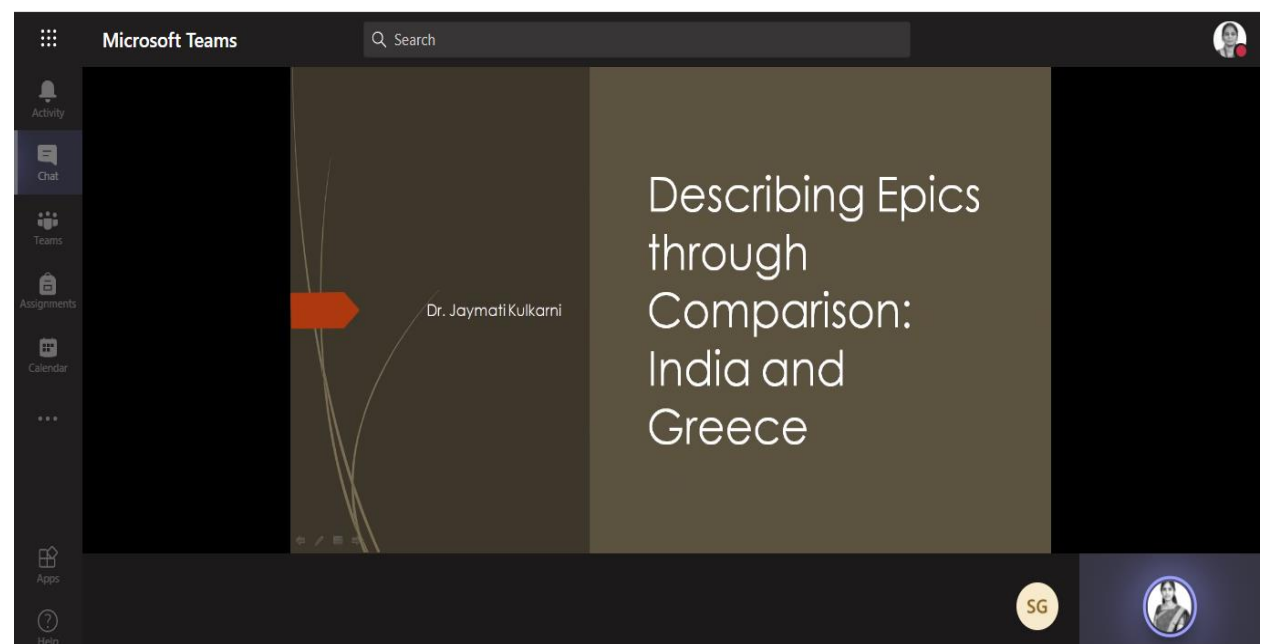 Microsoft Teams
Search
Activity
Chat
Teams
Assignments
Calendar
Apps
Help
Dr. Jaymati Kulkarni
Describing Epics
through
Comparison:
India and
Greece
SG